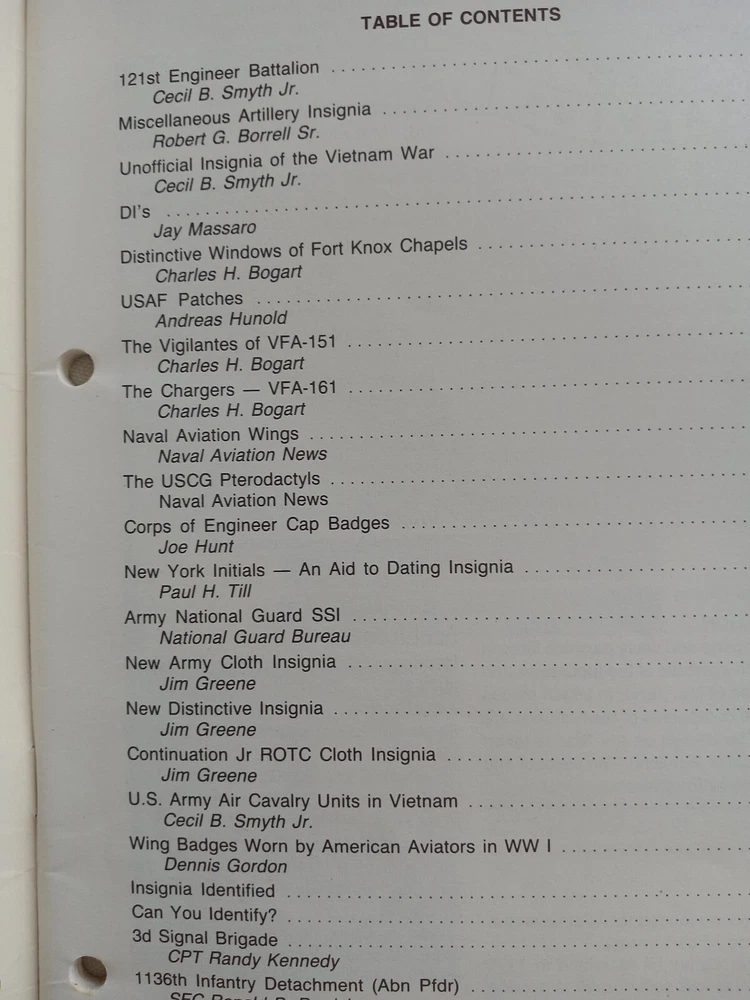 TABLE OF CONTENTS
121st Engineer Battalion
Cecil B. Smyth Jr.
Miscellaneous Artillery Insignia
Robert G. Borrell Sr.
Unofficial Insignia of the Vietnam War
Cecil B. Smyth Jr.
DI's
Jay Massaro
Distinctive Windows of Fort Knox Chapels
Charles H. Bogart
USAF Patches
Andreas Hunold
The Vigilantes of VFA-151
Charles H. Bogart
The Chargers — VFA-161
Charles H. Bogart
Naval Aviation Wings
Naval Aviation News
The USCG Pterodactyls
Naval Aviation News
Corps of Engineer Cap Badges
Joe Hunt
New York Initials — An Aid to Dating Insignia
Paul H. Till
Army National Guard SSI
National Guard Bureau
New Army Cloth Insignia
Jim Greene
New Distinctive Insignia
Jim Greene
Continuation Jr ROTC Cloth Insignia
Jim Greene
U.S. Army Air Cavalry Units in Vietnam
Cecil B. Smyth Jr.
Wing Badges Worn by American Aviators in WW I
Dennis Gordon
Insignia Identified
Can You Identify?
3d Signal Brigade
CPT Randy Kennedy
1136th Infantry Detachment (Abn Pfdr)